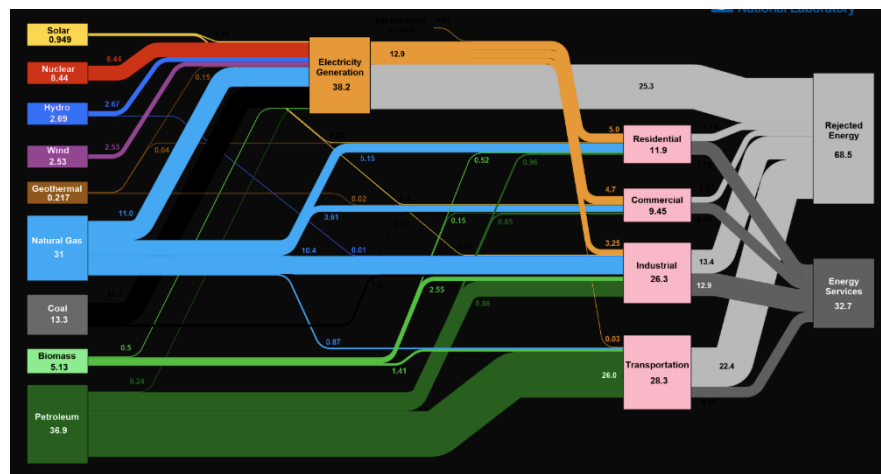 National Laboratory
Solar
0.949
Nuclear
8.44
Hydro
2.69
Wind
2.53
Geothermal
0.217
Natural Gas
31
Coal
13.3
Biomass
5.13
Petroleum
36.9
8.44
2.67
2.53
0.15
0.04
11.0
0.5
0.24
Electricity
Generation
38.2
12.9
25.3
5.15
0.52
0.96
0.02
3.61
0.15
0.85
0.01
10.4
2.55
8.86
0.87
1.41
26.0
0.03
5.0
4.7
3.25
Residential
11.9
Commercial
9.45
Industrial
26.3
Transportation
28.3
13.4
12.9
22.4
Rejected
Energy
68.5
Energy
Services
32.7